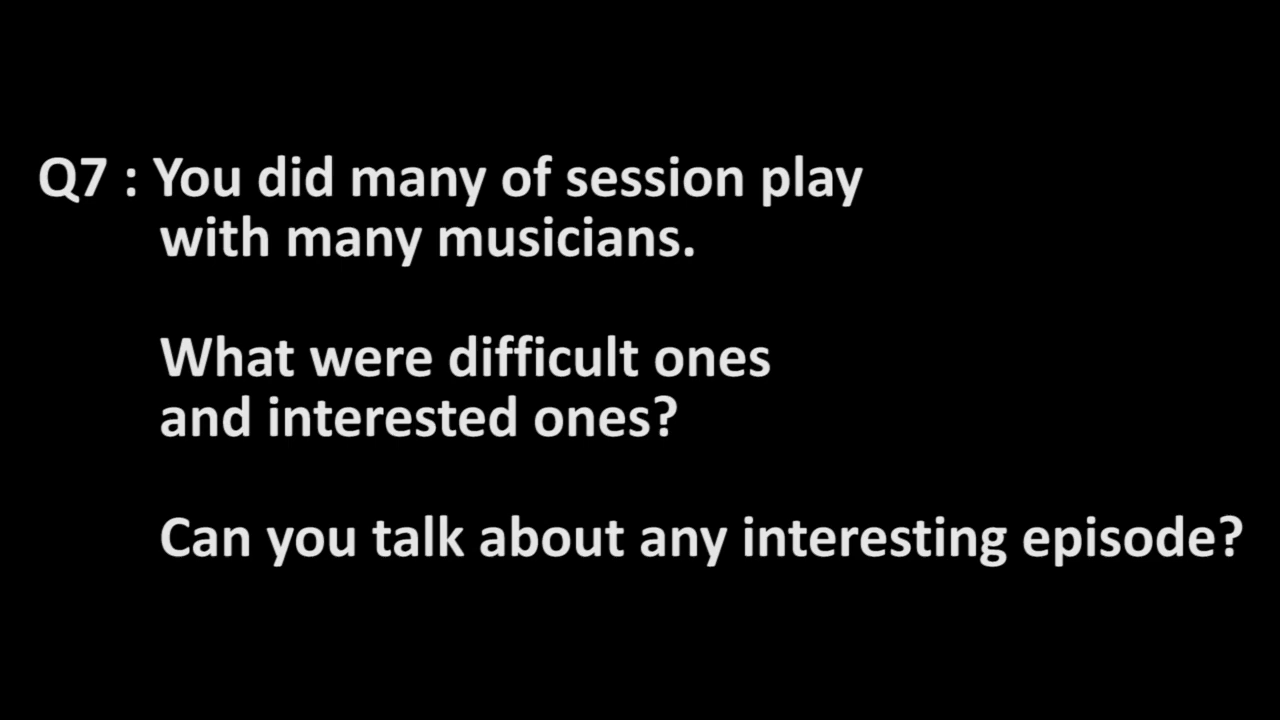 Q7 : You did many of session play
with many musicians.
What were difficult ones
and interested ones?
Can you talk about any interesting episode?